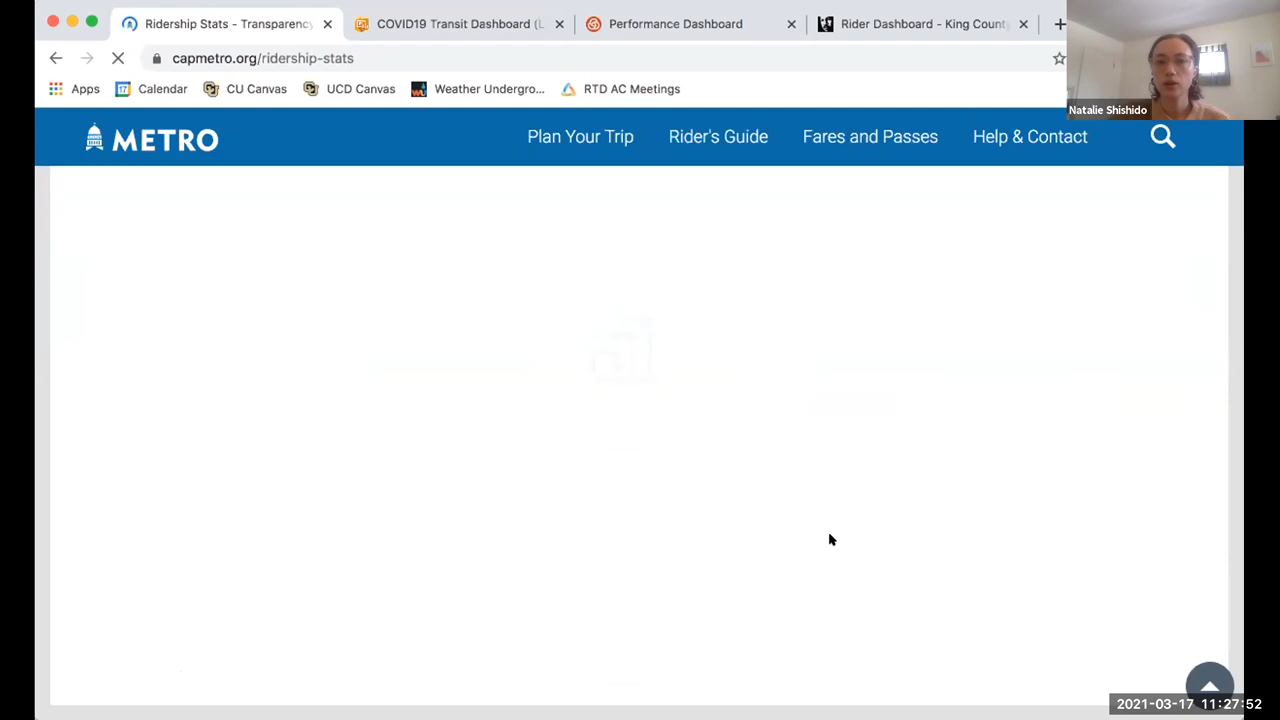 Ridership Stats - Transparency
COVID19 Transit Dashboard (L
Performance Dashboard
Rider Dashboard - King County
capmetro.org/ridership-stats
Apps
17
Calendar
CU Canvas
UCD Canvas
Weather Undergro...
RTD AC Meetings
Natalie Shishido
METRO
Plan Your Trip
Rider's Guide
Fares and Passes
Help & Contact
2021-03-17 11:27:52